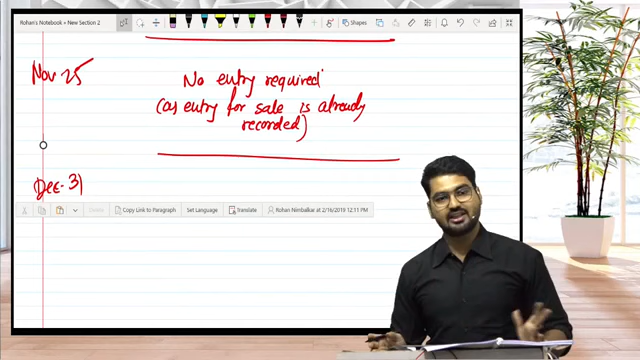 Rohan's Notebook • New Section 2
Shapes
Nov 25
No entry required
(as entry for sale is already
recorded)
Dec-31
Copy Link to Paragraph Set Language Translate Rohan Nimbalkar at 2/16/2019 12:11 PM